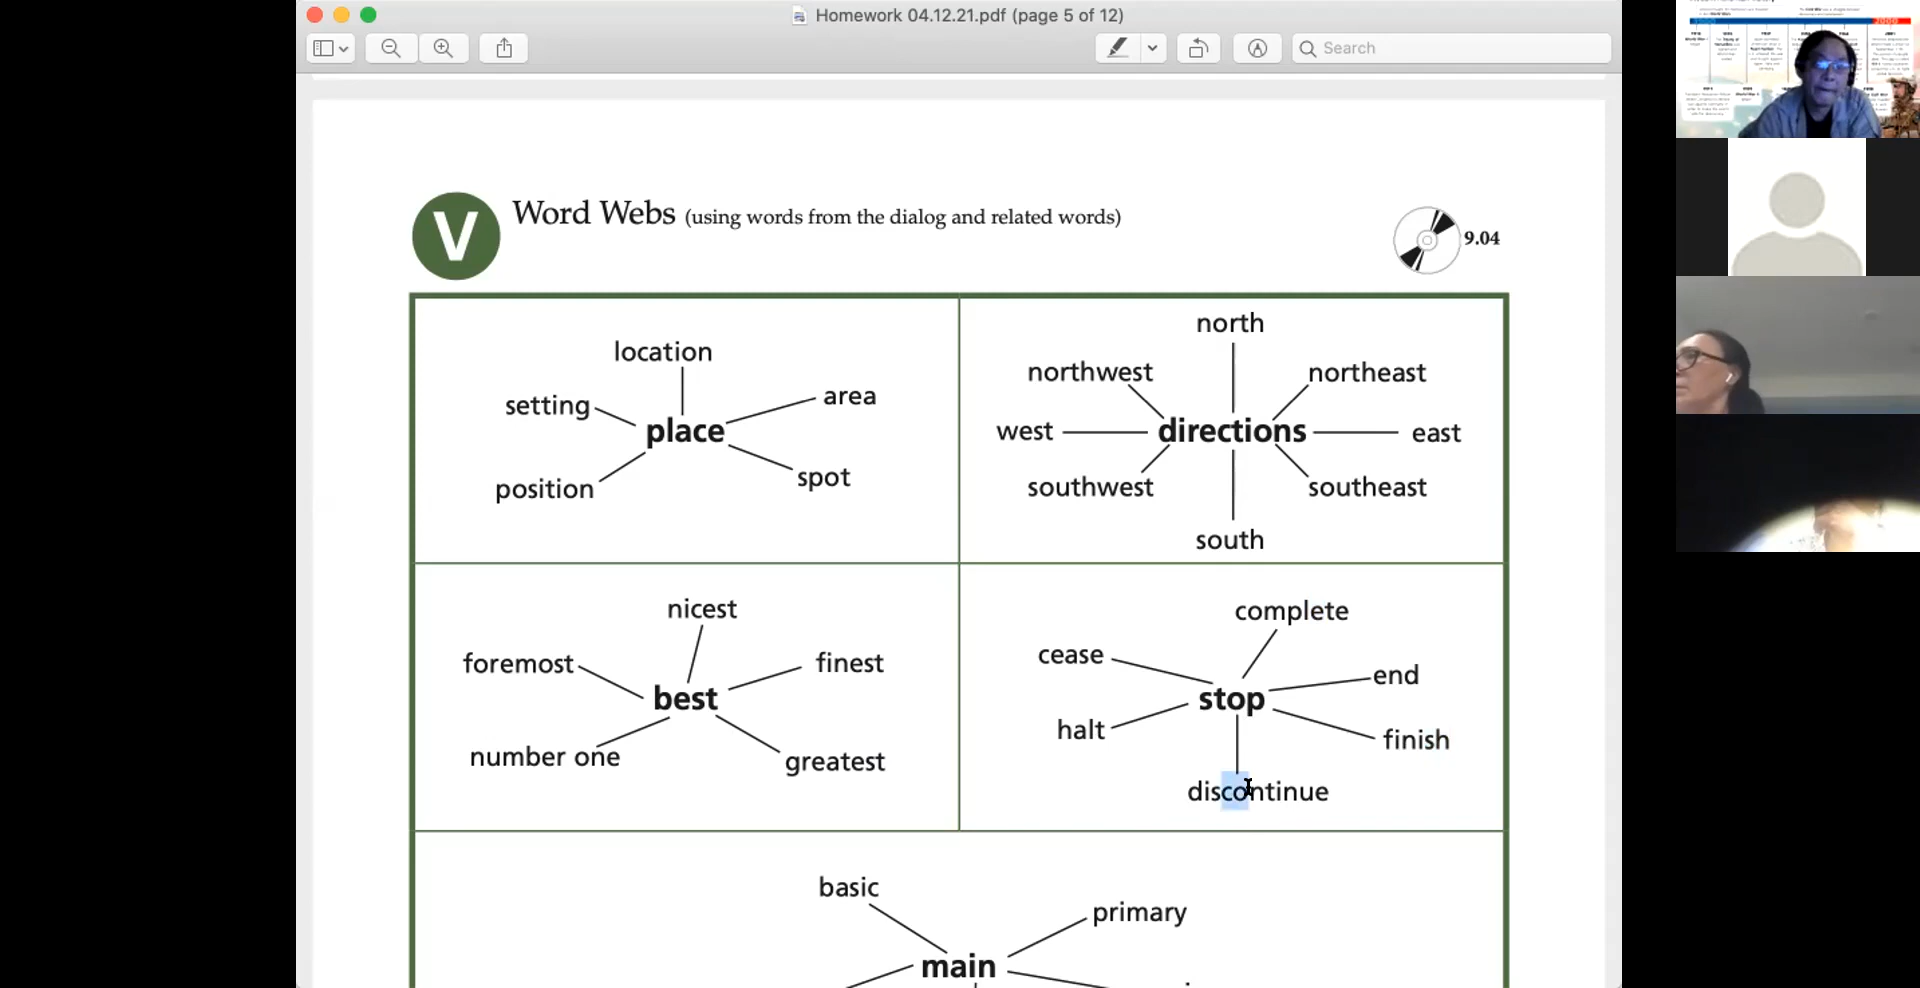 Homework 04.12.21.pdf (page 5 of 12)
Search
V
Word Webs (using words from the dialog and related words)
9.04
location
setting
area
place
position
spot
north
northwest
northeast
west
directions
east
southwest
southeast
south
nicest
foremost
finest
best
number one
greatest
complete
cease
end
stop
halt
finish
discontinue
basic
primary
main
2000